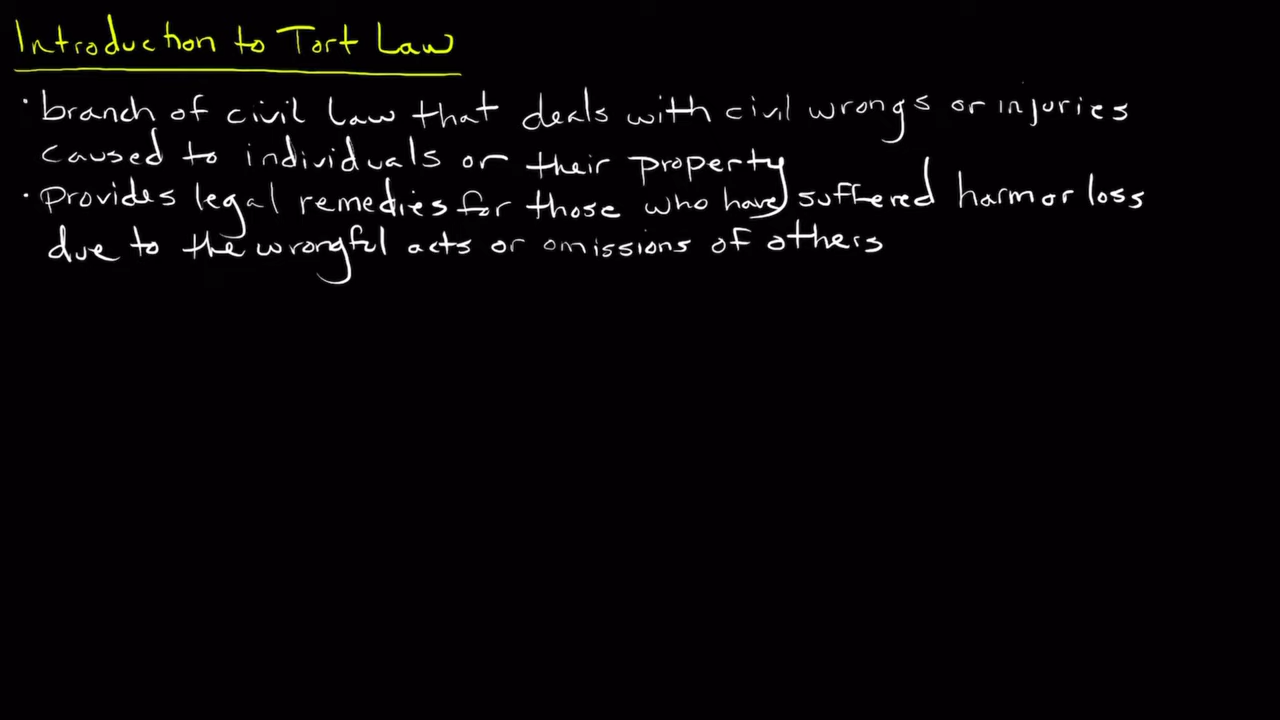 Introduction to Tort Law
· branch of civil law that deals with civil wrongs or injuries
caused to individuals or their property
· Provides legal remedies for those who have suffered harm or loss
due to the wrongful acts or omissions of others